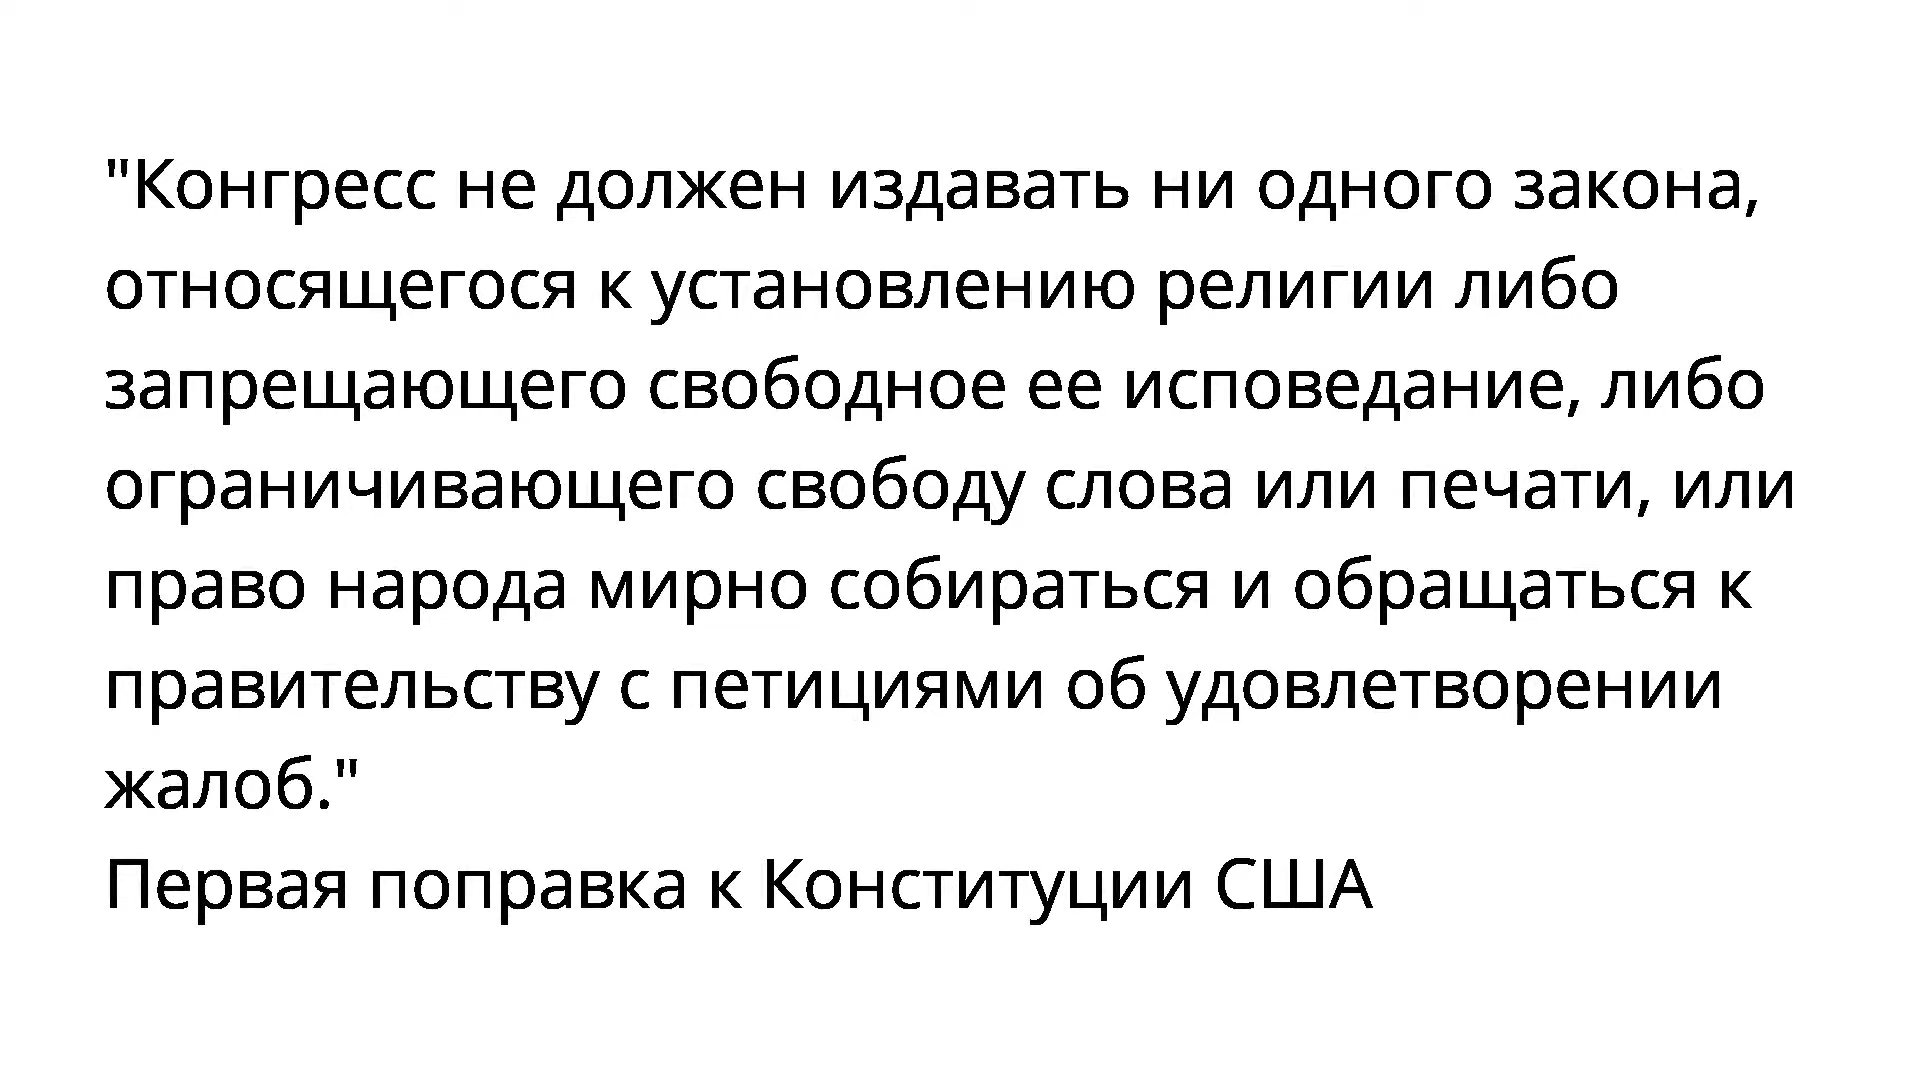 "Конгресс не должен издавать ни одного закона,
относящегося к установлению религии либо
запрещающего свободное ее исповедание, либо
ограничивающего свободу слова или печати, или
право народа мирно собираться и обращаться к
правительству с петициями об удовлетворении
жалоб."
Первая поправка к Конституции США